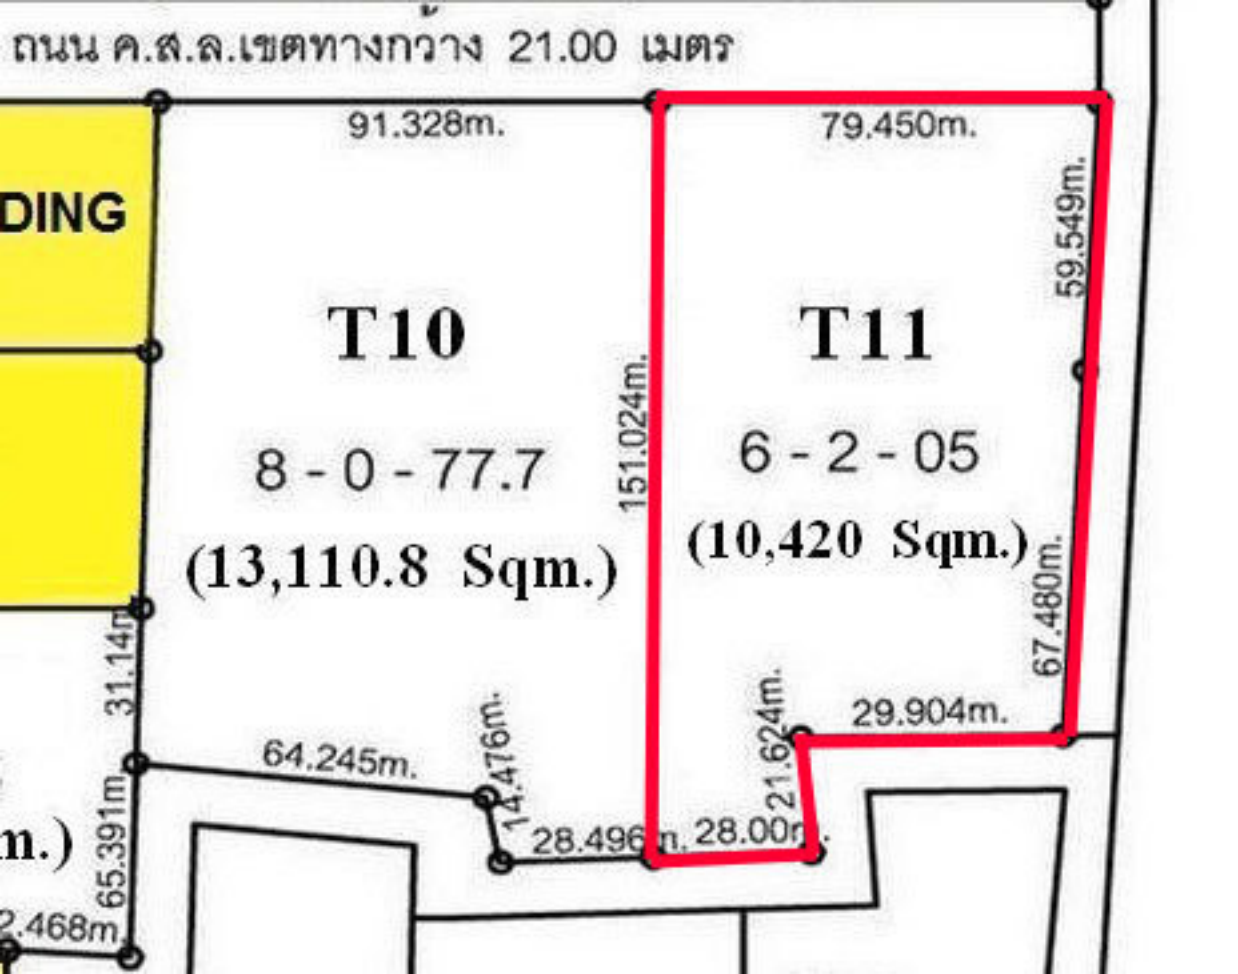 ถนน ค.ส.ล.เขตทางกว้าง 21.00 เมตร
91.328m.
79.450m.
59.549m.
DING
T10
T11
151.024m.
8 - 0 - 77.7
6 - 2 - 05
(13,110.8 Sqm.)
(10,420 Sqm.)
67.480m.
31.14m
21.624m.
29.904m.
64.245m.
14.476m.
28.496m.
28.00m.
65.391m
m.)
2.468m.